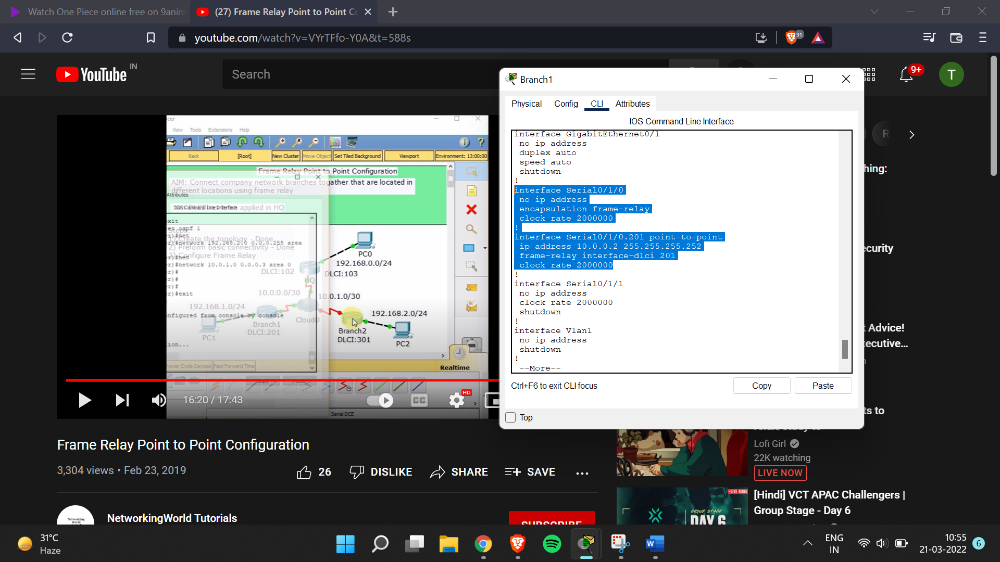 Watch One Piece online free on 9anim
(27) Frame Relay Point to Point Co
youtube.com/watch?v=VYrTFfo-Y0A&t=588s
91
YouTube IN
Search
9+
T
R
cer
View Tools Extensions Help
Back [Root] New Cluster Move Object Set Tiled Background Viewport Environment: 13:00:00
Frame Relay Point to Point Configuration
AIM: Connect company network branches togather that are located in
different locations using frame relay
Attributes
IOS Command Line Interface
applied in HQ
exit
er ospf 1
Steps:
r)#net
1) Create the topology - Done
r)#network 192.168.2.0 0.0.0.255 area
2) Preform basic connectivity - Done
r)#net
3) Configure Frame Relay
r)#network 10.0.1.0 0.0.0.3 area 0
r)#
r)#
r)#exit
nfigured from console by console
ion...
PC0
192.168.0.0/24
DLCI:102
DLCI:103
HQ
10.0.0.0/30
10.0.1.0/30
192.168.1.0/24
192.168.2.0/24
Cloud0
Branch1
DLCI:201
PC1
Branch2
DLCI:301
PC2
Power Cycle Devices Fast Forward Time
Realtime
16:20 / 17:43
CC
HD
Serial DCE
Branch1
Physical Config CLI Attributes
IOS Command Line Interface
interface GigabitEthernet0/1
no ip address
duplex auto
speed auto
shutdown
!
interface Serial0/1/0
no ip address
encapsulation frame-relay
clock rate 2000000
!
interface Serial0/1/0.201 point-to-point
ip address 10.0.0.2 255.255.255.252
frame-relay interface-dlci 201
clock rate 2000000
!
interface Serial0/1/1
no ip address
clock rate 2000000
shutdown
!
interface Vlan1
no ip address
shutdown
!
--More--
Ctrl+F6 to exit CLI focus
Copy Paste
Top
hing:
ecurity
t Advice!
ecutive...
ts to
Frame Relay Point to Point Configuration
3,304 views • Feb 23, 2019
26 DISLIKE SHARE SAVE ...
Networking
World
NetworkingWorld Tutorials
SUBSCRIBE
Lofi Girl
22K watching
LIVE NOW
LIVE HINDI
GROUP STAGE
DAY 6
[Hindi] VCT APAC Challengers |
Group Stage - Day 6
31°C
Haze
W
ENG
IN
10:55
21-03-2022
6